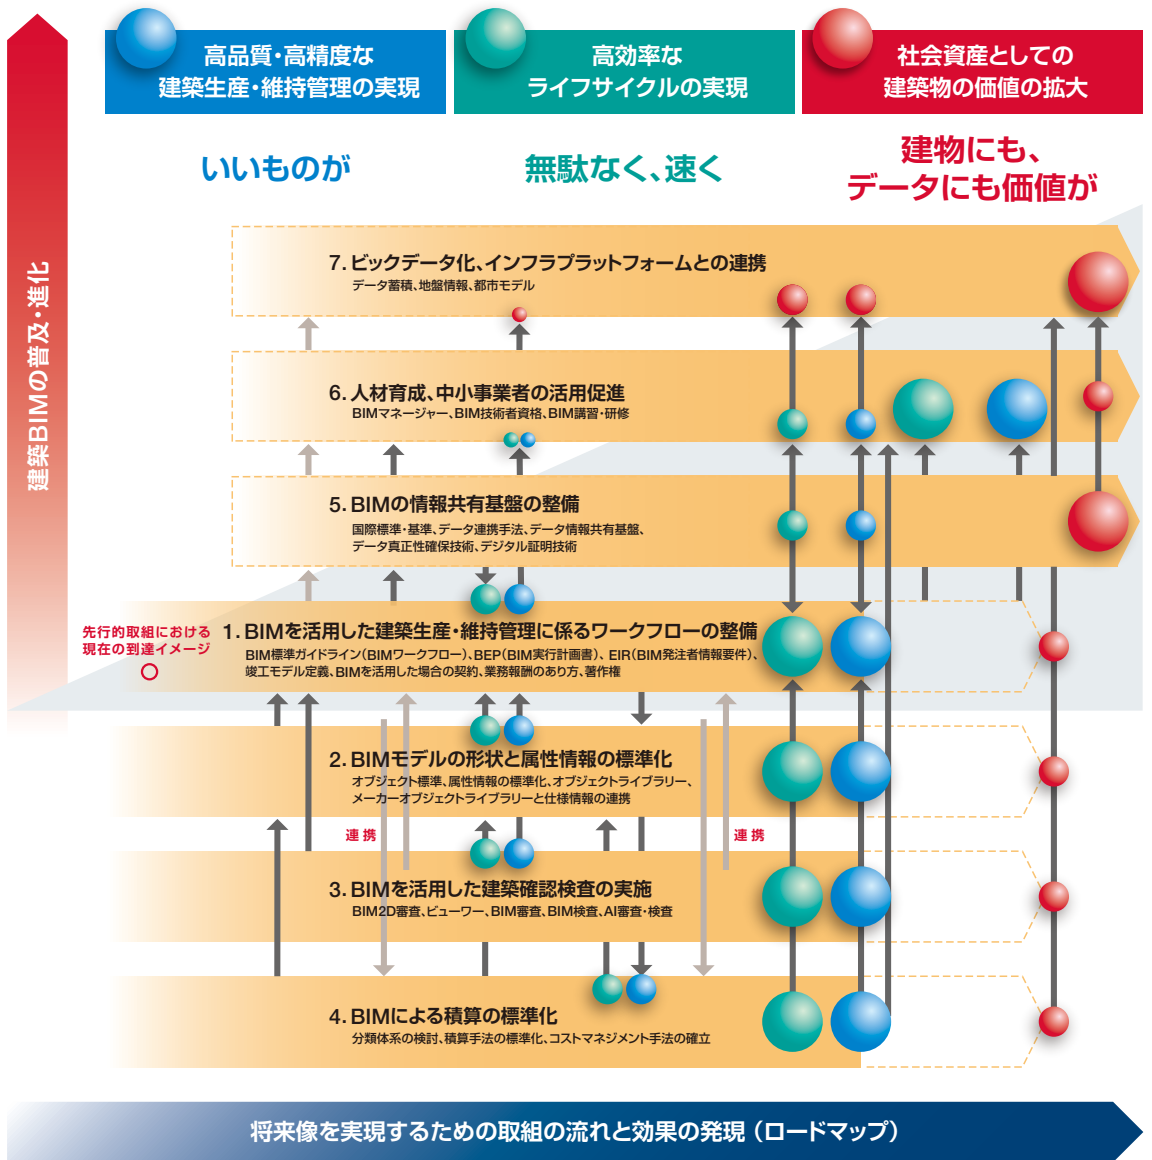 高品質・高精度な
建築生産・維持管理の実現
高効率な
ライフサイクルの実現
社会資産としての
建築物の価値の拡大
いいものが
無駄なく、速く
建物にも、
データにも価値が
建築BIMの普及・進化
7. ビックデータ化、インフラプラットフォームとの連携
データ蓄積、地盤情報、都市モデル
6. 人材育成、中小事業者の活用促進
BIMマネージャー、BIM技術者資格、BIM講習・研修
5. BIMの情報共有基盤の整備
国際標準・基準、データ連携手法、データ情報共有基盤、
データ真正性確保技術、デジタル証明技術
先行的取組における
現在の到達イメージ
1. BIMを活用した建築生産・維持管理に係るワークフローの整備
BIM標準ガイドライン（BIMワークフロー）、BEP（BIM実行計画書）、EIR（BIM発注者情報要件）、
竣工モデル定義、BIMを活用した場合の契約、業務報酬のあり方、著作権
2. BIMモデルの形状と属性情報の標準化
オブジェクト標準、属性情報の標準化、オブジェクトライブラリー、
メーカーオブジェクトライブラリーと仕様情報の連携
連携
連携
3. BIMを活用した建築確認検査の実施
BIM2D審査、ビューワー、BIM審査、BIM検査、AI審査・検査
4. BIMによる積算の標準化
分類体系の検討、積算手法の標準化、コストマネジメント手法の確立
将来像を実現するための取組の流れと効果の発現（ロードマップ）